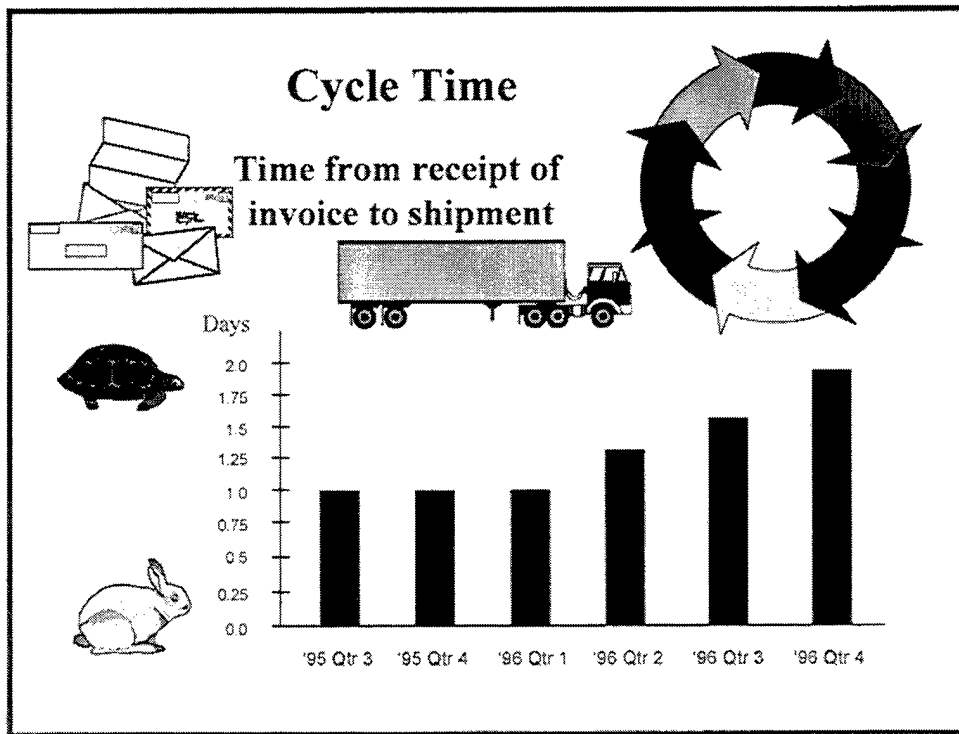 Cycle Time
Time from receipt of
invoice to shipment
Days
2.0
1.75
1.5
1.25
1.0
0.75
0.5
0.25
0.0
'95 Qtr 3 '95 Qtr 4 '96 Qtr 1 '96 Qtr 2 '96 Qtr 3 '96 Qtr 4